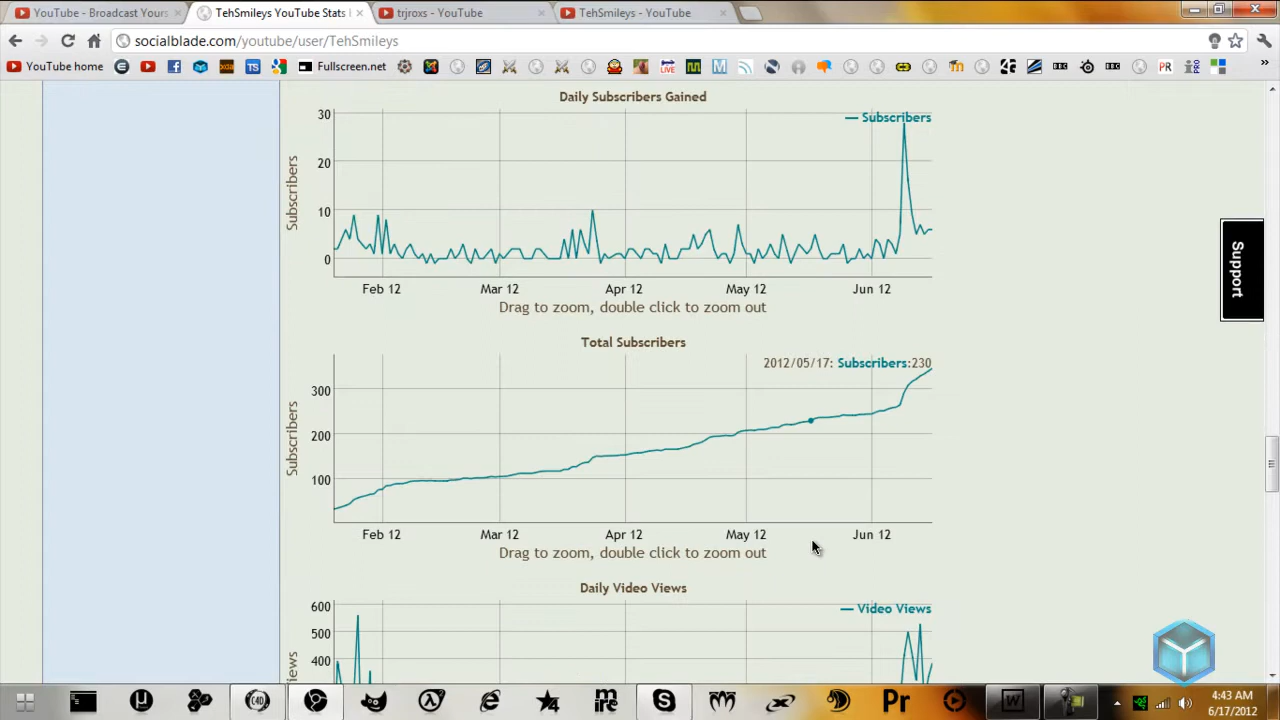 YouTube - Broadcast Yours
TehSmileys YouTube Stats
trjroxs - YouTube
TehSmileys - YouTube
socialblade.com/youtube/user/TehSmileys
YouTube home
Fullscreen.net
Daily Subscribers Gained
Subscribers
30
20
10
0
Subscribers
Feb 12 Mar 12 Apr 12 May 12 Jun 12
Drag to zoom, double click to zoom out
Support
Total Subscribers
2012/05/17: Subscribers:230
300
200
100
Subscribers
Feb 12 Mar 12 Apr 12 May 12 Jun 12
Drag to zoom, double click to zoom out
Daily Video Views
Video Views
600
500
400
iews
4:43 AM
6/17/2012
Pr
W